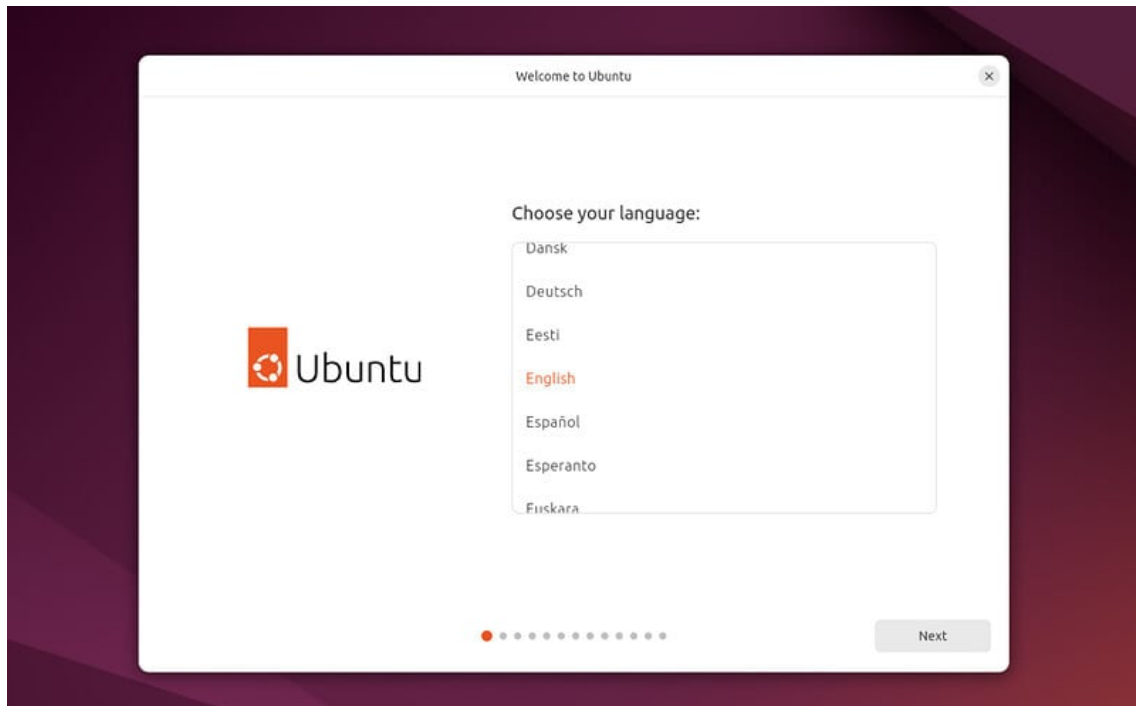 Welcome to Ubuntu
Choose your language:
Dansk
Deutsch
Eesti
English
Español
Esperanto
Euskara
Ubuntu
Next